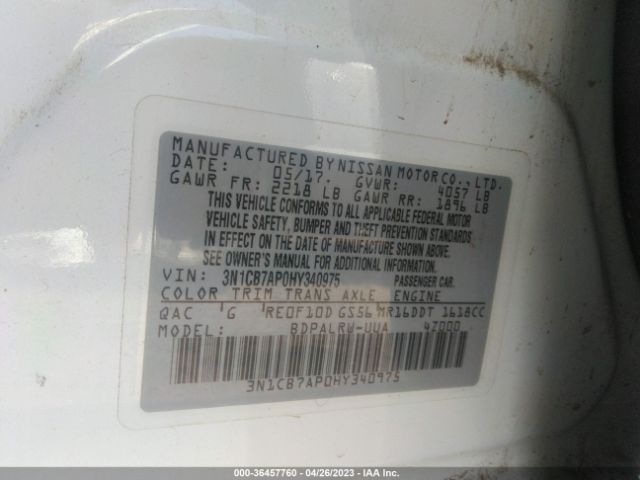 MANUFACTURED BY NISSAN MOTOR CO., LTD.
DATE: 05/17. GVWR: 4057 LB
GAWR FR: 2218 LB GAWR RR: 1896 LB
THIS VEHICLE CONFORMS TO ALL APPLICABLE FEDERAL MOTOR
VEHICLE SAFETY, BUMPER AND THEFT PREVENTION STANDARDS
IN EFFECT ON THE DATE OF MANUFACTURE SHOWN ABOVE.
SEE OWNER'S MANUAL FOR ADDITIONAL INFORMATION
VIN: 3N1CB7AP0HY340975 PASSENGER CAR.
COLOR TRIM TRANS AXLE ENGINE
QAC G RE0F10D GS56 MR16DDT 1618CC
MODEL: BDPALRW-UUA 4Z000
3N1CB7AP0HY340975
000-36457760 - 04/26/2023 - IAA Inc.